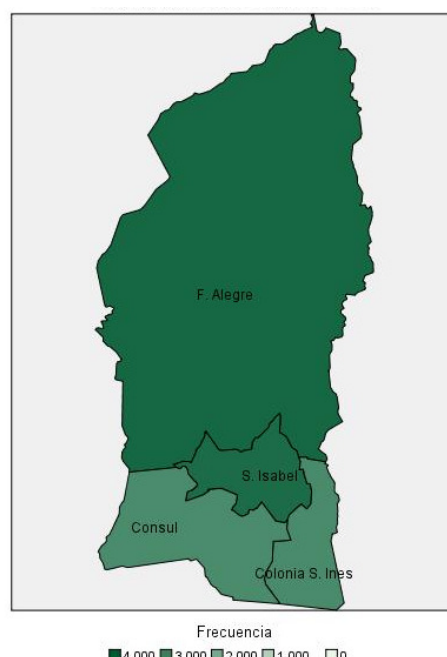 F. Alegre
S. Isabel
Consul
Colonia S. Ines
Frecuencia
4.000 3.000 2.000 1.000 0